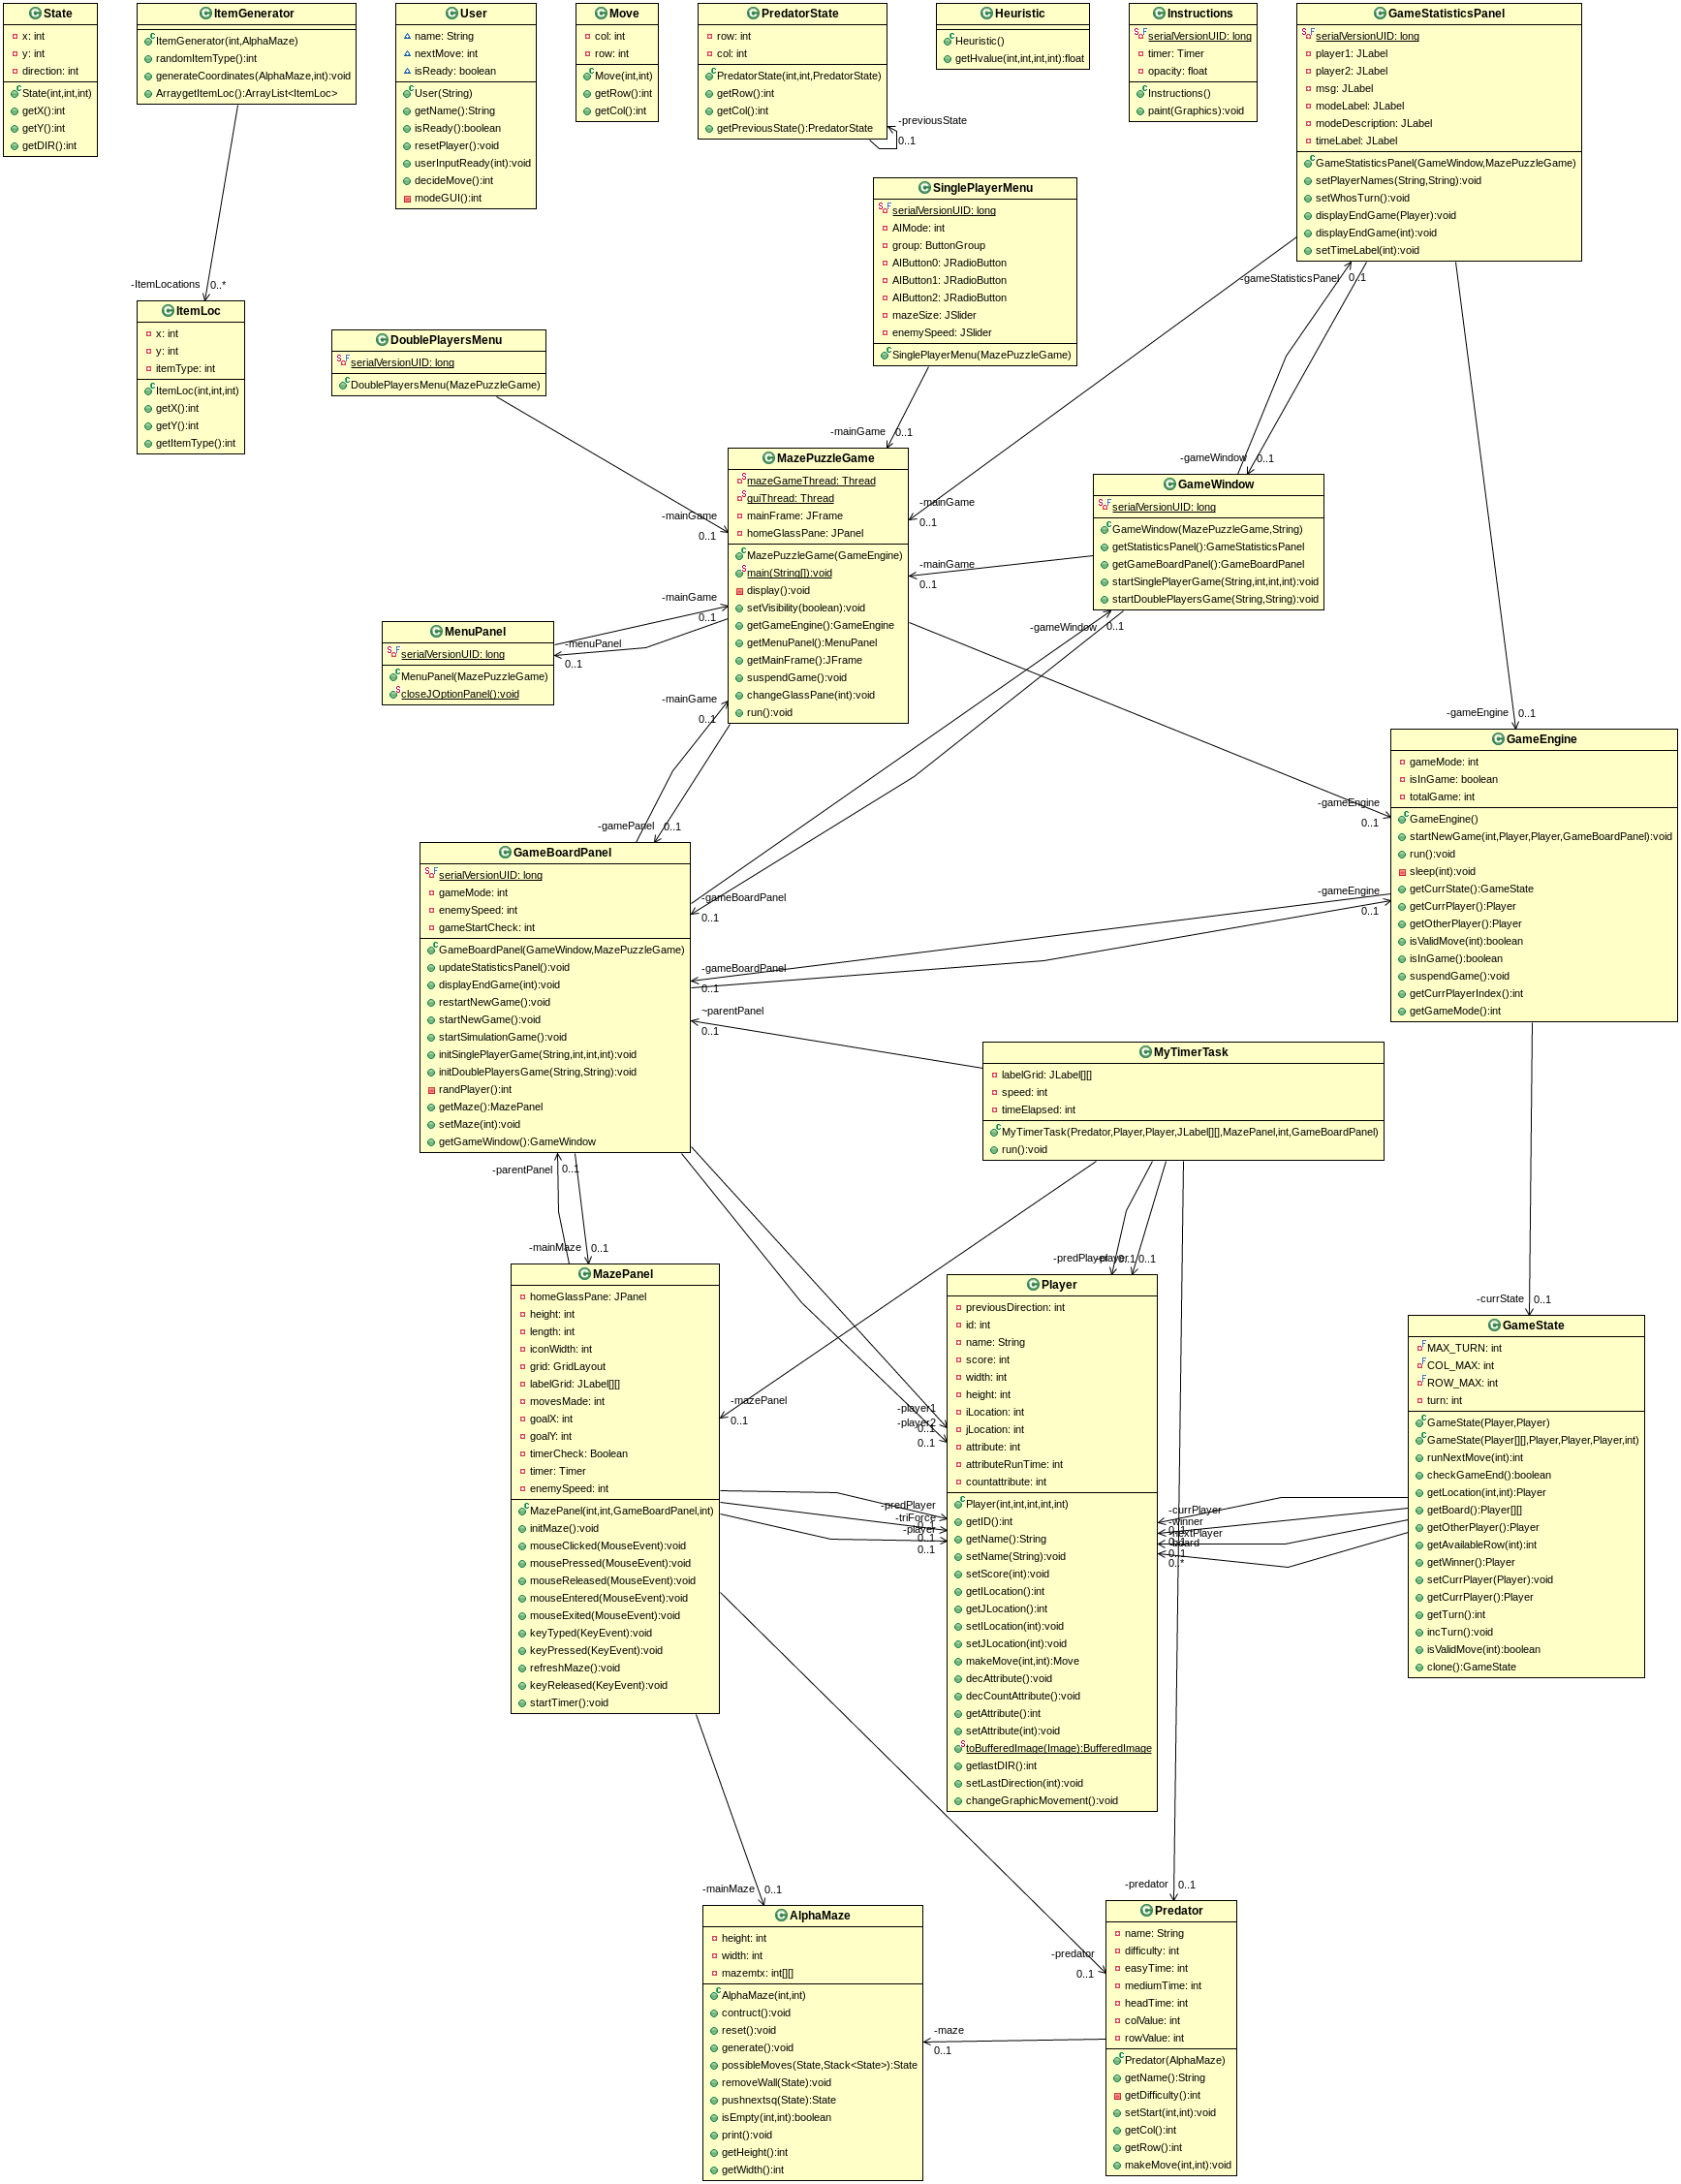 State
x: int
y: int
direction: int
State(int,int,int)
getX():int
getY():int
getDIR():int
ItemGenerator
ItemGenerator(int,AlphaMaze)
randomItemType():int
generateCoordinates(AlphaMaze,int):void
ArraygetItemLoc():ArrayList<ItemLoc>
User
name: String
nextMove: int
isReady: boolean
User(String)
getName():String
isReady():boolean
resetPlayer():void
userInputReady(int):void
decideMove():int
modeGUI():int
Move
col: int
row: int
Move(int,int)
getRow():int
getCol():int
PredatorState
row: int
col: int
PredatorState(int,int,PredatorState)
getRow():int
getCol():int
getPreviousState():PredatorState
-previousState
0..1
Heuristic
Heuristic()
getHvalue(int,int,int,int):float
Instructions
serialVersionUID: long
timer: Timer
opacity: float
Instructions()
paint(Graphics):void
GameStatisticsPanel
serialVersionUID: long
player1: JLabel
player2: JLabel
msg: JLabel
modeLabel: JLabel
modeDescription: JLabel
timeLabel: JLabel
GameStatisticsPanel(GameWindow,MazePuzzleGame)
setPlayerNames(String,String):void
setWhosTurn():void
displayEndGame(Player):void
displayEndGame(int):void
setTimeLabel(int):void
SinglePlayerMenu
serialVersionUID: long
AIMode: int
group: ButtonGroup
AIButton0: JRadioButton
AIButton1: JRadioButton
AIButton2: JRadioButton
mazeSize: JSlider
enemySpeed: JSlider
SinglePlayerMenu(MazePuzzleGame)
-ItemLocations 0..*
ItemLoc
x: int
y: int
itemType: int
ItemLoc(int,int,int)
getX():int
getY():int
getItemType():int
DoublePlayersMenu
serialVersionUID: long
DoublePlayersMenu(MazePuzzleGame)
-gameStatisticsPanel 0..1
-mainGame 0..1
-gameWindow 0..1
-mainGame
0..1
-mainGame
0..1
MazePuzzleGame
mazeGameThread: Thread
guiThread: Thread
mainFrame: JFrame
homeGlassPane: JPanel
MazePuzzleGame(GameEngine)
main(String[]):void
display():void
setVisibility(boolean):void
getGameEngine():GameEngine
getMenuPanel():MenuPanel
getMainFrame():JFrame
suspendGame():void
changeGlassPane(int):void
run():void
GameWindow
serialVersionUID: long
GameWindow(MazePuzzleGame,String)
getStatisticsPanel():GameStatisticsPanel
getGameBoardPanel():GameBoardPanel
startSinglePlayerGame(String,int,int,int):void
startDoublePlayersGame(String,String):void
-mainGame
0..1
-mainGame
0..1
-menuPanel
0..1
MenuPanel
serialVersionUID: long
MenuPanel(MazePuzzleGame)
closeJOptionPanel():void
-gameWindow 0..1
-mainGame
0..1
-gameEngine 0..1
-gamePanel 0..1
-gameEngine
0..1
GameEngine
gameMode: int
isInGame: boolean
totalGame: int
GameEngine()
startNewGame(int,Player,Player,GameBoardPanel):void
run():void
sleep(int):void
getCurrState():GameState
getCurrPlayer():Player
getOtherPlayer():Player
isValidMove(int):boolean
isInGame():boolean
suspendGame():void
getCurrPlayerIndex():int
getGameMode():int
GameBoardPanel
serialVersionUID: long
gameMode: int
enemySpeed: int
gameStartCheck: int
GameBoardPanel(GameWindow,MazePuzzleGame)
updateStatisticsPanel():void
displayEndGame(int):void
restartNewGame():void
startNewGame():void
startSimulationGame():void
initSinglePlayerGame(String,int,int,int):void
initDoublePlayersGame(String,String):void
randPlayer():int
getMaze():MazePanel
setMaze(int):void
getGameWindow():GameWindow
-gameBoardPanel
0..1
-gameEngine
0..1
-gameBoardPanel
0..1
~parentPanel
0..1
MyTimerTask
labelGrid: JLabel[][]
speed: int
timeElapsed: int
MyTimerTask(Predator,Player,Player,JLabel[][],MazePanel,int,GameBoardPanel)
run():void
-parentPanel 0..1
-mainMaze 0..1
-predPlayer 0..1
-player 0..1
-currState 0..1
MazePanel
homeGlassPane: JPanel
height: int
length: int
iconWidth: int
grid: GridLayout
labelGrid: JLabel[][]
movesMade: int
goalX: int
goalY: int
timerCheck: Boolean
timer: Timer
enemySpeed: int
MazePanel(int,int,GameBoardPanel,int)
initMaze():void
mouseClicked(MouseEvent):void
mousePressed(MouseEvent):void
mouseReleased(MouseEvent):void
mouseEntered(MouseEvent):void
mouseExited(MouseEvent):void
keyTyped(KeyEvent):void
keyPressed(KeyEvent):void
refreshMaze():void
keyReleased(KeyEvent):void
startTimer():void
-mazePanel
0..1
-player1
0..1
-player2
0..1
-predPlayer
0..1
-triForce
0..1
-player
0..1
Player
previousDirection: int
id: int
name: String
score: int
width: int
height: int
iLocation: int
jLocation: int
attribute: int
attributeRunTime: int
countattribute: int
Player(int,int,int,int,int)
getID():int
getName():String
setName(String):void
setScore(int):void
getILocation():int
getJLocation():int
setILocation(int):void
setJLocation(int):void
makeMove(int,int):Move
decAttribute():void
decCountAttribute():void
getAttribute():int
setAttribute(int):void
toBufferedImage(Image):BufferedImage
getlastDIR():int
setLastDirection(int):void
changeGraphicMovement():void
-currPlayer
0..1
-winner
-nextPlayer
0..1
-board
0..*
GameState
MAX_TURN: int
COL_MAX: int
ROW_MAX: int
turn: int
GameState(Player,Player)
GameState(Player[][],Player,Player,Player,int)
runNextMove(int):int
checkGameEnd():boolean
getLocation(int,int):Player
getBoard():Player[][]
getOtherPlayer():Player
getAvailableRow(int):int
getWinner():Player
setCurrPlayer(Player):void
getCurrPlayer():Player
getTurn():int
incTurn():void
isValidMove(int):boolean
clone():GameState
-mainMaze 0..1
-predator 0..1
-predator
0..1
AlphaMaze
height: int
width: int
mazemtx: int[][]
AlphaMaze(int,int)
contruct():void
reset():void
generate():void
possibleMoves(State,Stack<State>):State
removeWall(State):void
pushnextsq(State):State
isEmpty(int,int):boolean
print():void
getHeight():int
getWidth():int
-maze
0..1
Predator
name: String
difficulty: int
easyTime: int
mediumTime: int
headTime: int
colValue: int
rowValue: int
Predator(AlphaMaze)
getName():String
getDifficulty():int
setStart(int,int):void
getCol():int
getRow():int
makeMove(int,int):void